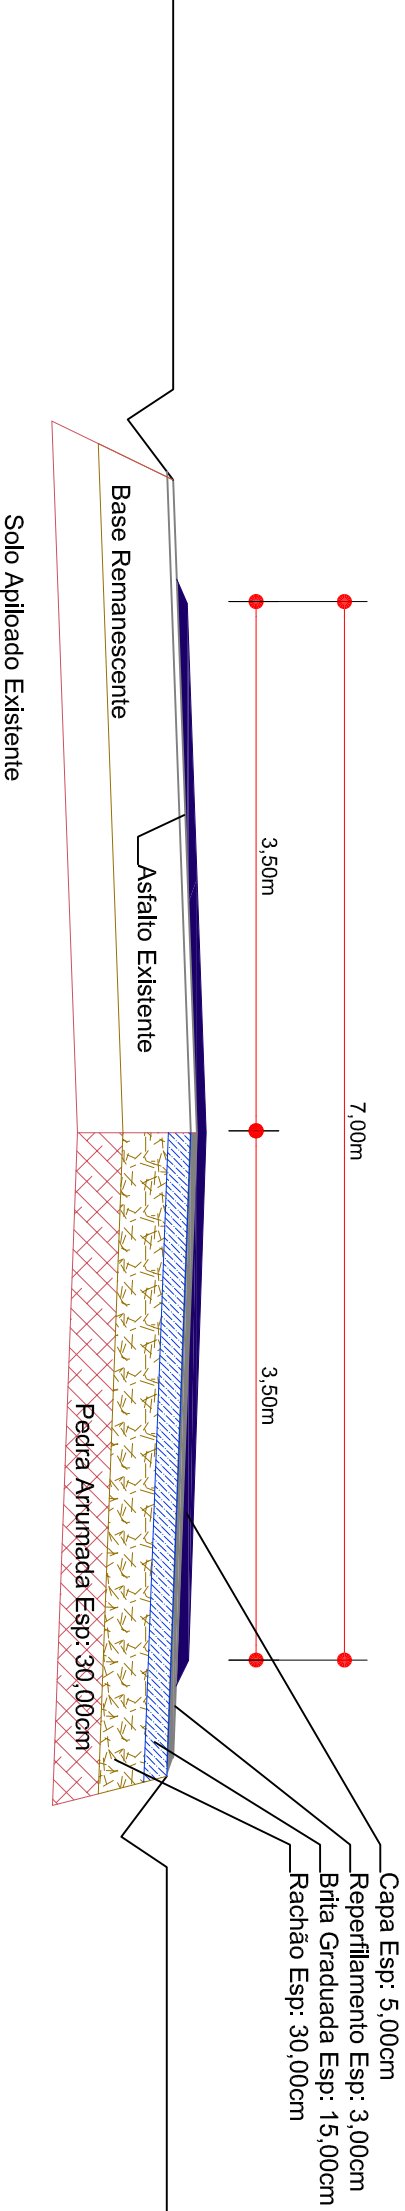 7,00m
3,50m
3,50m
Capa Esp: 5,00cm
Reperfilamento Esp: 3,00cm
Brita Graduada Esp: 15,00cm
Rachão Esp: 30,00cm
Asfalto Existente
Base Remanescente
Pedra Arrumada Esp: 30,00cm
Solo Apiloado Existente